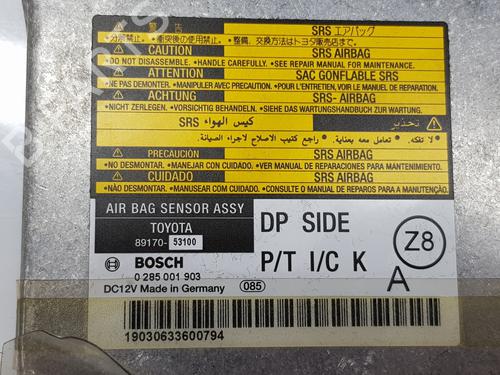 注意 SRS エアバッグ
•分解禁止 •衝突後の使用禁止 •整備、交換方法はトヨタ販売店まで。
CAUTION SRS AIRBAG
•DO NOT DISASSEMBLE. •HANDLE CAREFULLY. •SEE REPAIR MANUAL FOR MAINTENANCE.
ATTENTION SAC GONFLABLE SRS
•NE PAS DEMONTER. •MANIPULER AVEC PRECAUTION. •POUR L'ENTRETIEN, VOIR LE MANUEL DE REPARATION.
ACHTUNG SRS- AIRBAG
•NICHT ZERLEGEN. •VORSICHTIG BEHANDELN. •SIEHE DAS WARTUNGSHANDBUCH ZUR WARTUNG.
تحذير كيس الهواء SRS
•لا تفكه. •تعامل معه بعناية. •راجع كتيب الاصلاح لاجراء الصيانة.
PRECAUCIÓN SRS AIRBAG
•NO DESMONTAR. •MANEJAR CON CUIDADO. •VER MANUAL DE REPARACIONES PARA MANTENIMIENTO.
CUIDADO SRS AIRBAG
•NÃO DESMONTAR. •MANUSEAR COM CUIDADO. •CONSULTE O MANUAL DE REPAROS PARA A MANUTENÇÃO.
AIR BAG SENSOR ASSY
TOYOTA
89170- 53100
BOSCH
0 285 001 903
DC12V Made in Germany 085
DP SIDE
P/T I/C K
Z8
A
19030633600794